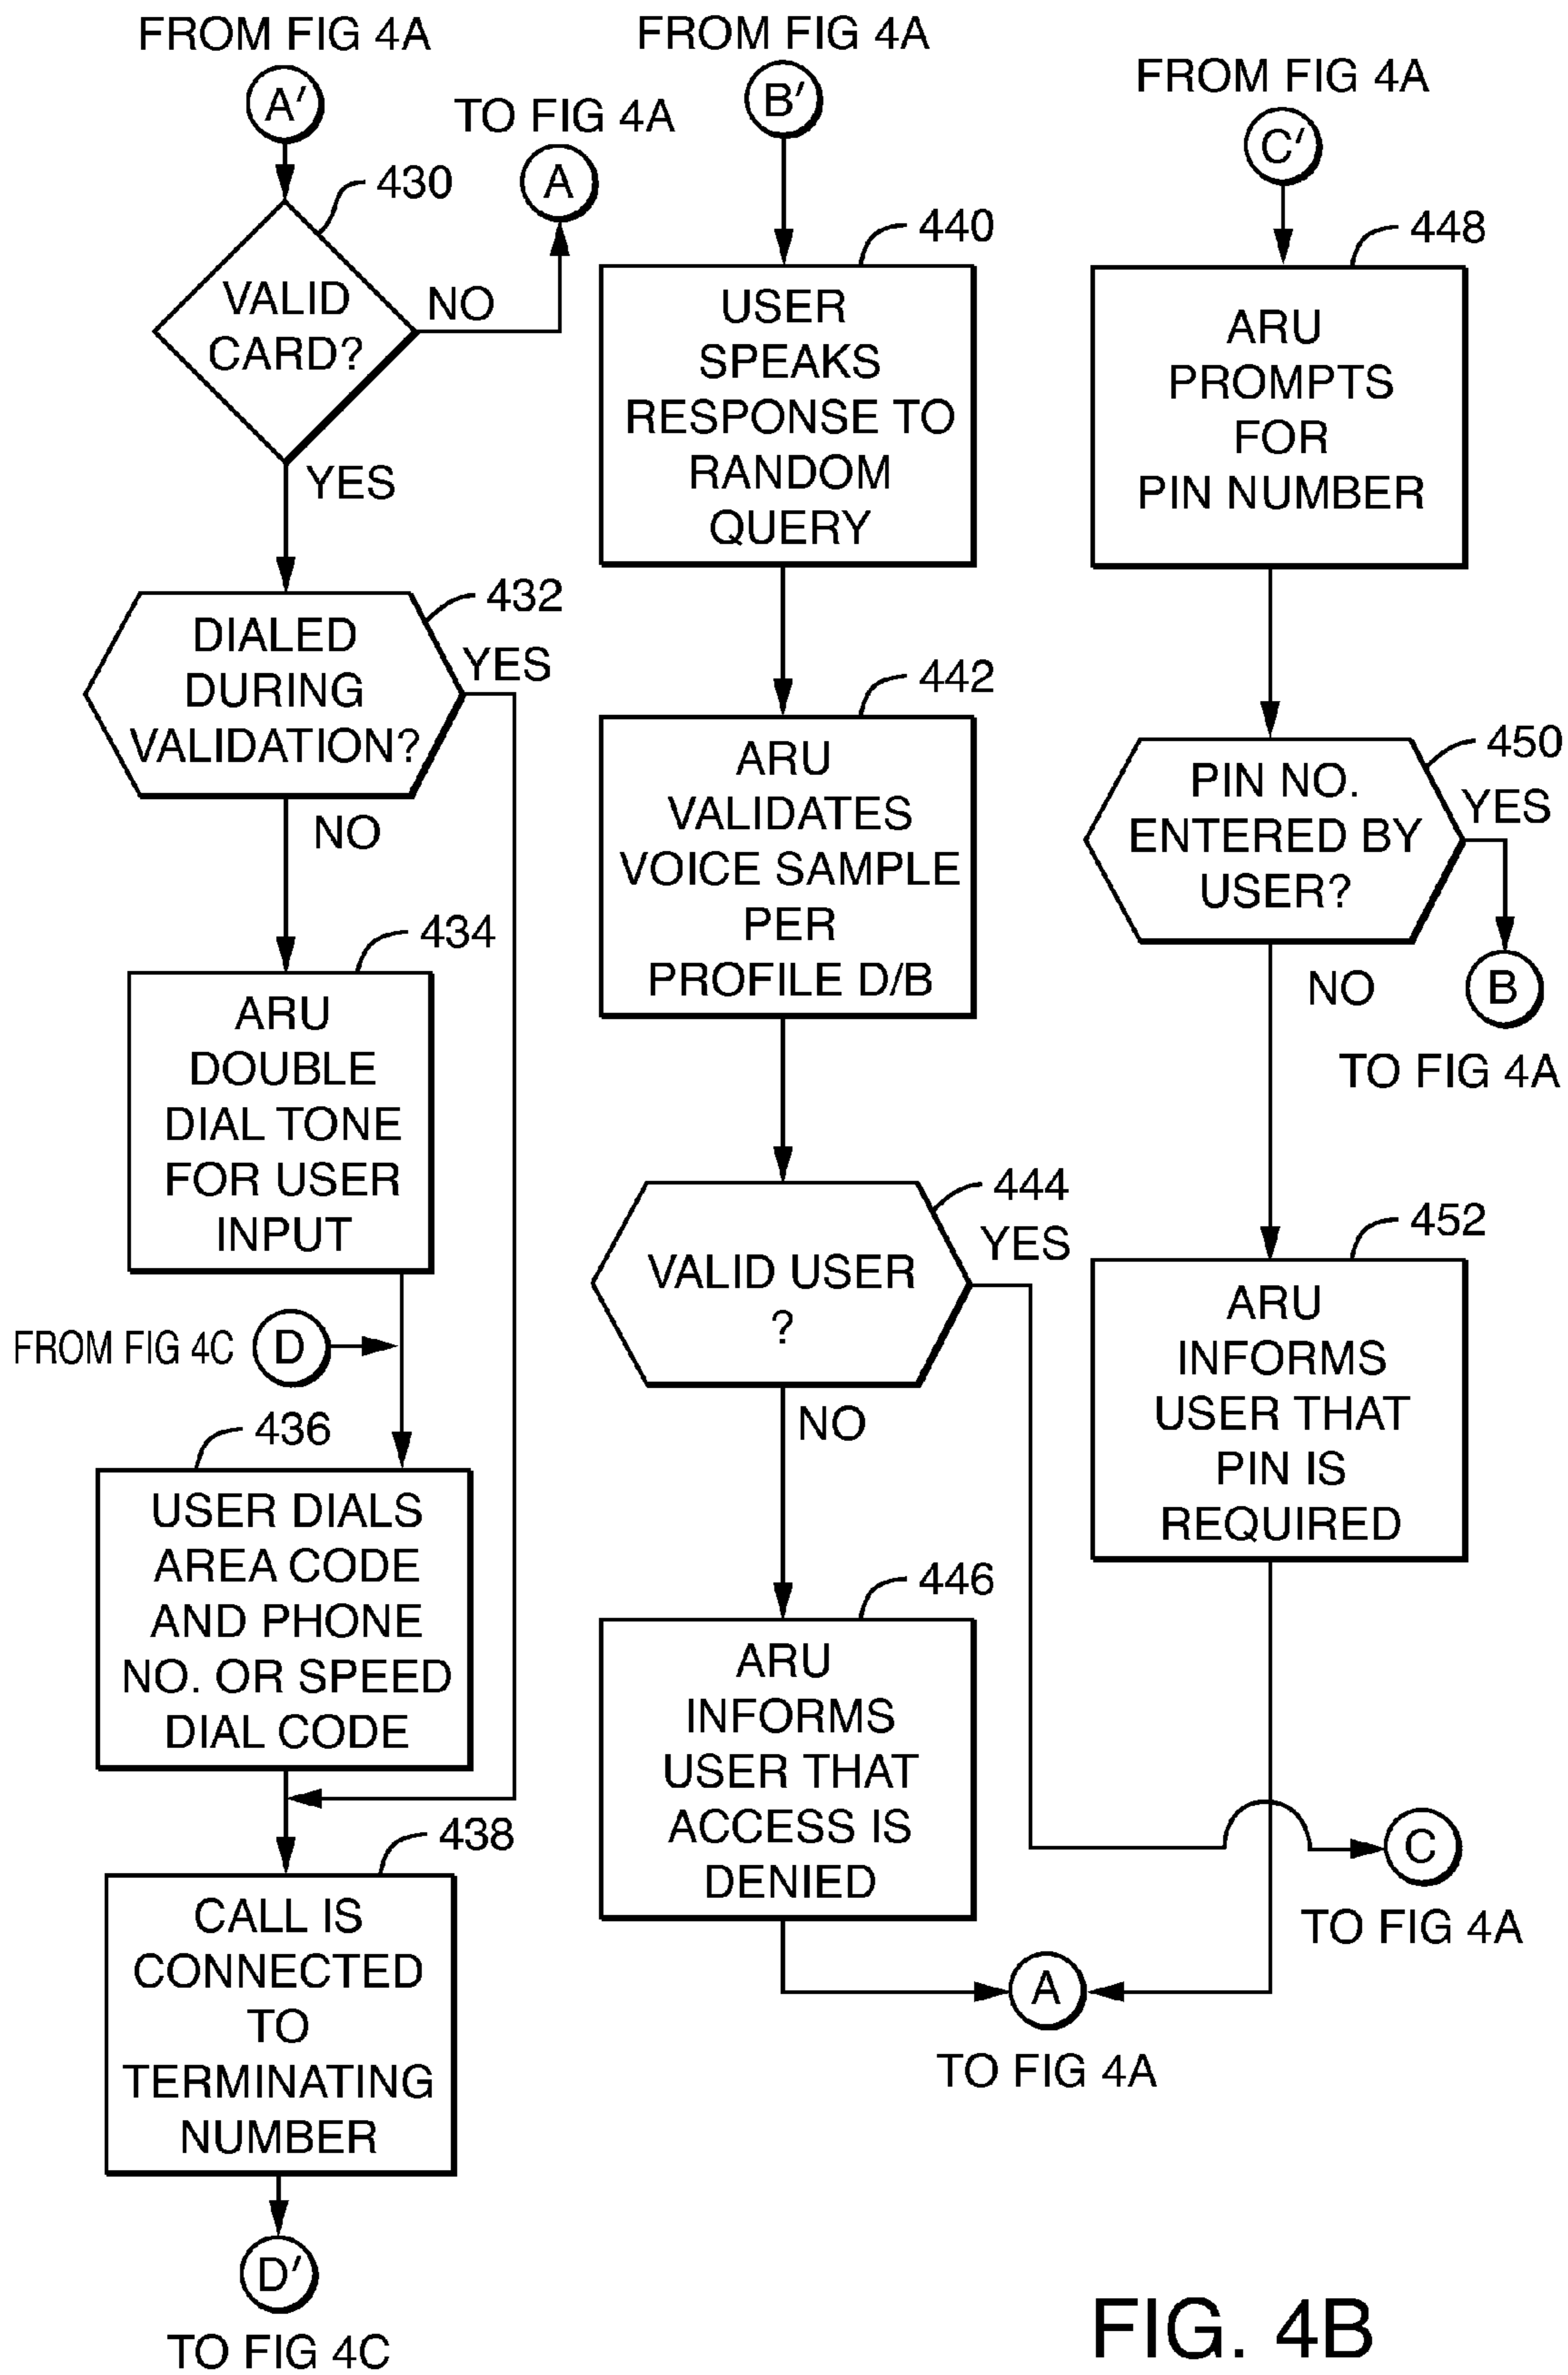 FROM FIG 4A
A'
430
VALID
CARD?
NO
TO FIG 4A
A
YES
432
DIALED
DURING
VALIDATION?
YES
NO
434
ARU
DOUBLE
DIAL TONE
FOR USER
INPUT
FROM FIG 4C
D
436
USER DIALS
AREA CODE
AND PHONE
NO. OR SPEED
DIAL CODE
438
CALL IS
CONNECTED
TO
TERMINATING
NUMBER
D'
TO FIG 4C
FROM FIG 4A
B'
440
USER
SPEAKS
RESPONSE TO
RANDOM
QUERY
442
ARU
VALIDATES
VOICE SAMPLE
PER
PROFILE D/B
444
VALID USER
?
YES
NO
446
ARU
INFORMS
USER THAT
ACCESS IS
DENIED
A
TO FIG 4A
FROM FIG 4A
C'
448
ARU
PROMPTS
FOR
PIN NUMBER
450
PIN NO.
ENTERED BY
USER?
YES
B
TO FIG 4A
NO
452
ARU
INFORMS
USER THAT
PIN IS
REQUIRED
C
TO FIG 4A
FIG. 4B